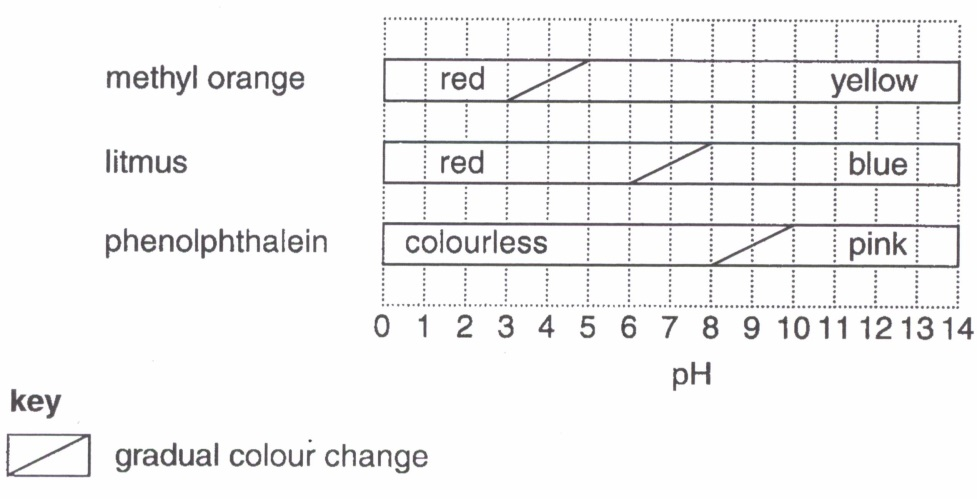 methyl orange red yellow
litmus red blue
phenolphthalein colourless pink
0 1 2 3 4 5 6 7 8 9 10 11 12 13 14
pH
key
gradual colour change